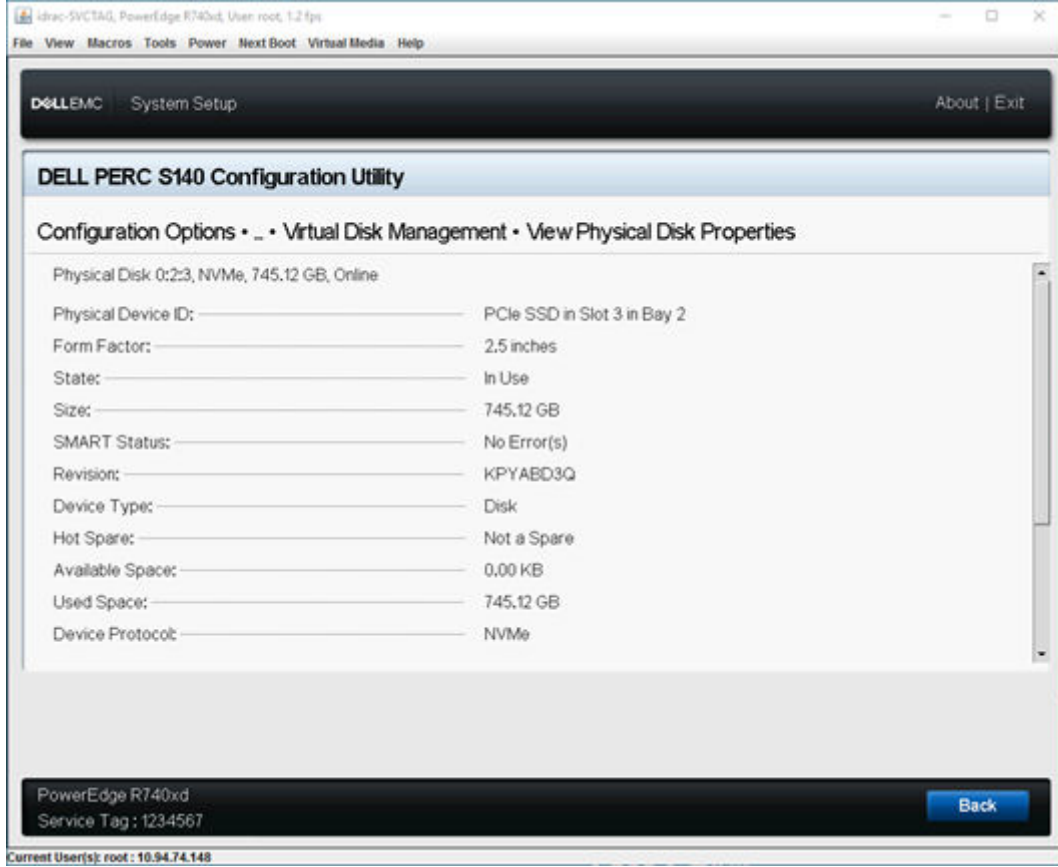 idrac-SVCTAG, PowerEdge R740xd, User: root, 1.2 fps
File View Macros Tools Power Next Boot Virtual Media Help
DELLEMC System Setup About | Exit
DELL PERC S140 Configuration Utility
Configuration Options • ... • Virtual Disk Management • View Physical Disk Properties
Physical Disk 0:2:3, NVMe, 745.12 GB, Online
Physical Device ID: PCIe SSD in Slot 3 in Bay 2
Form Factor: 2.5 inches
State: In Use
Size: 745.12 GB
SMART Status: No Error(s)
Revision: KPYABD3Q
Device Type: Disk
Hot Spare: Not a Spare
Available Space: 0.00 KB
Used Space: 745.12 GB
Device Protocol: NVMe
PowerEdge R740xd
Service Tag : 1234567
Back
Current User(s): root : 10.94.74.148